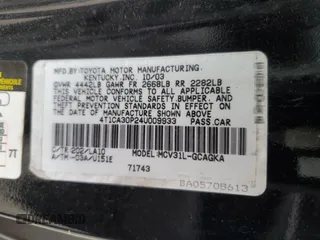 MFD.BY TOYOTA MOTOR MANUFACTURING
KENTUCKY,INC. 10/03
GVWR 4442LB GAWR FR 2668LB RR 2282LB
THIS VEHICLE CONFORMS TO ALL APPLICABLE
FEDERAL MOTOR VEHICLE SAFETY, BUMPER, AND
THEFT PREVENTION STANDARDS IN EFFECT ON
THE DATE OF MANUFACTURE SHOWN ABOVE.
4T1CA30P24U009933 PASS.CAR
C/TR 202/LA10 MODEL:MCV31L-GCAGKA
A/TM -03A/U151E
71743
BA05708613